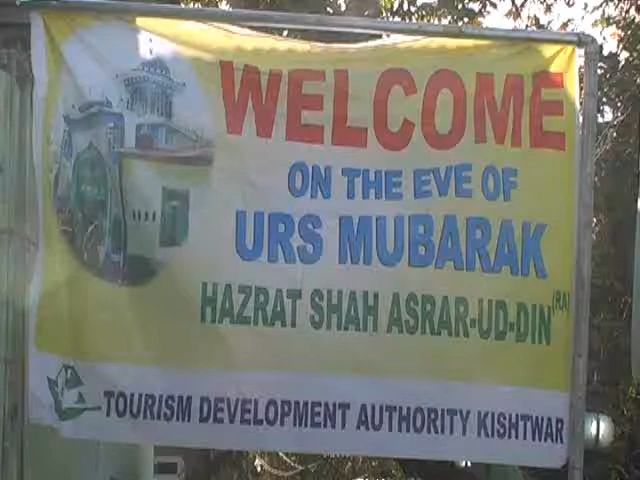 WELCOME
ON THE EVE OF
URS MUBARAK
HAZRAT SHAH ASRAR-UD-DIN (RA)
TOURISM DEVELOPMENT AUTHORITY KISHTWAR